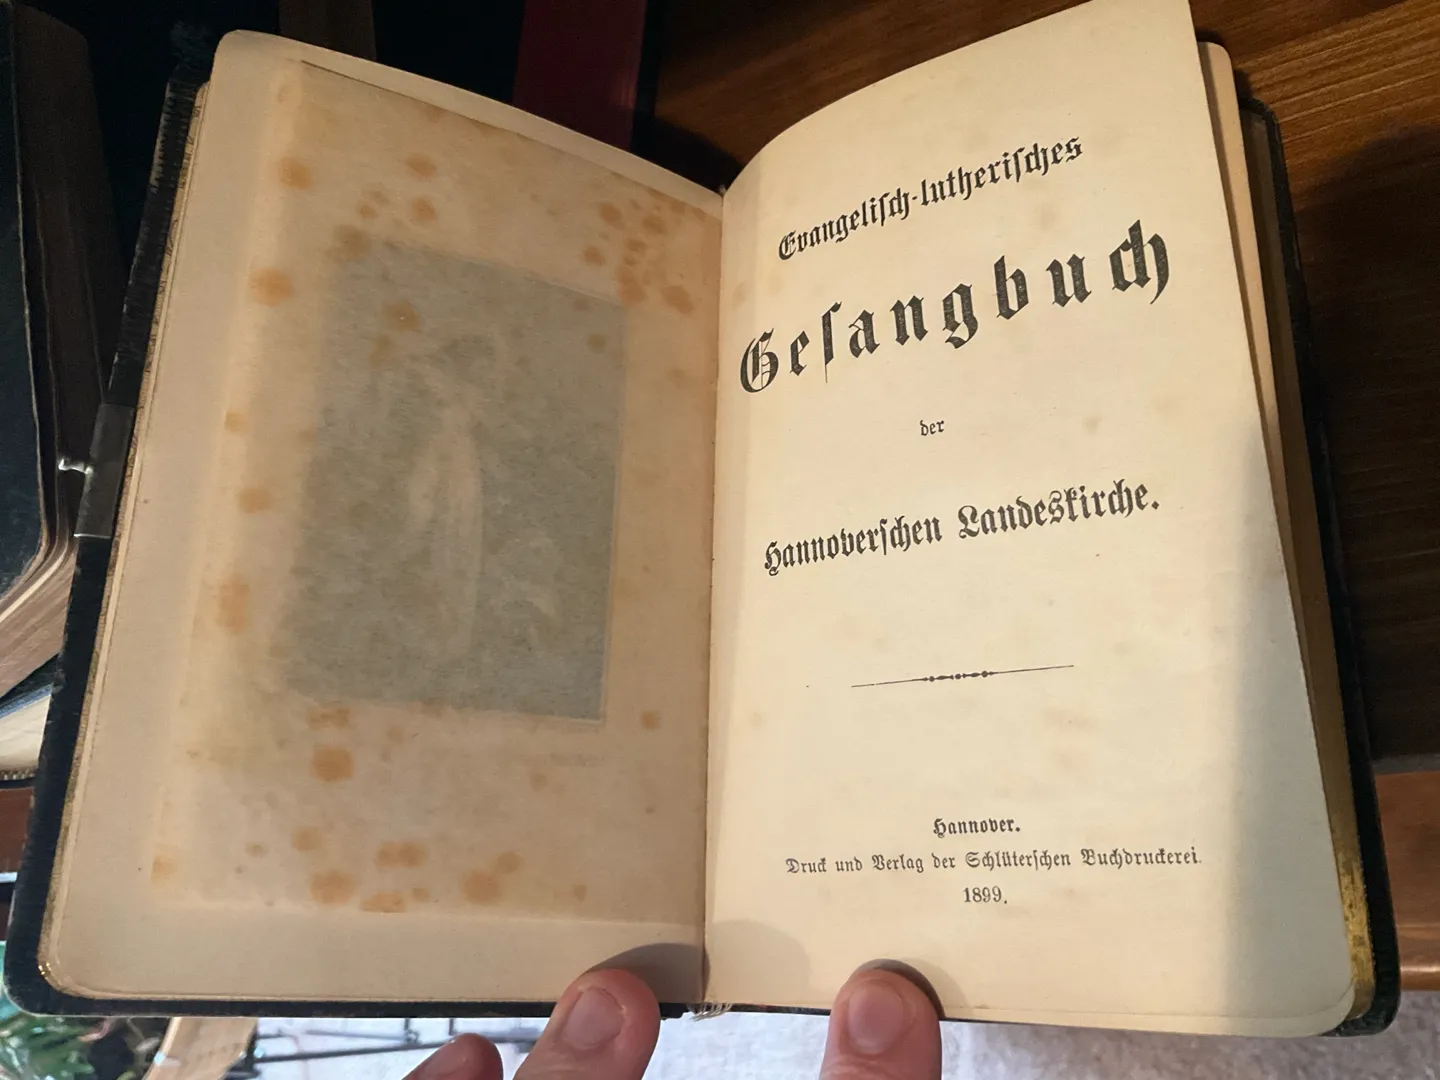 Evangeliſch-lutheriſches
Geſangbuch
der
Hannoverſchen Landeskirche.
Hannover.
Druck und Verlag der Schlüterſchen Buchdruckerei.
1899.